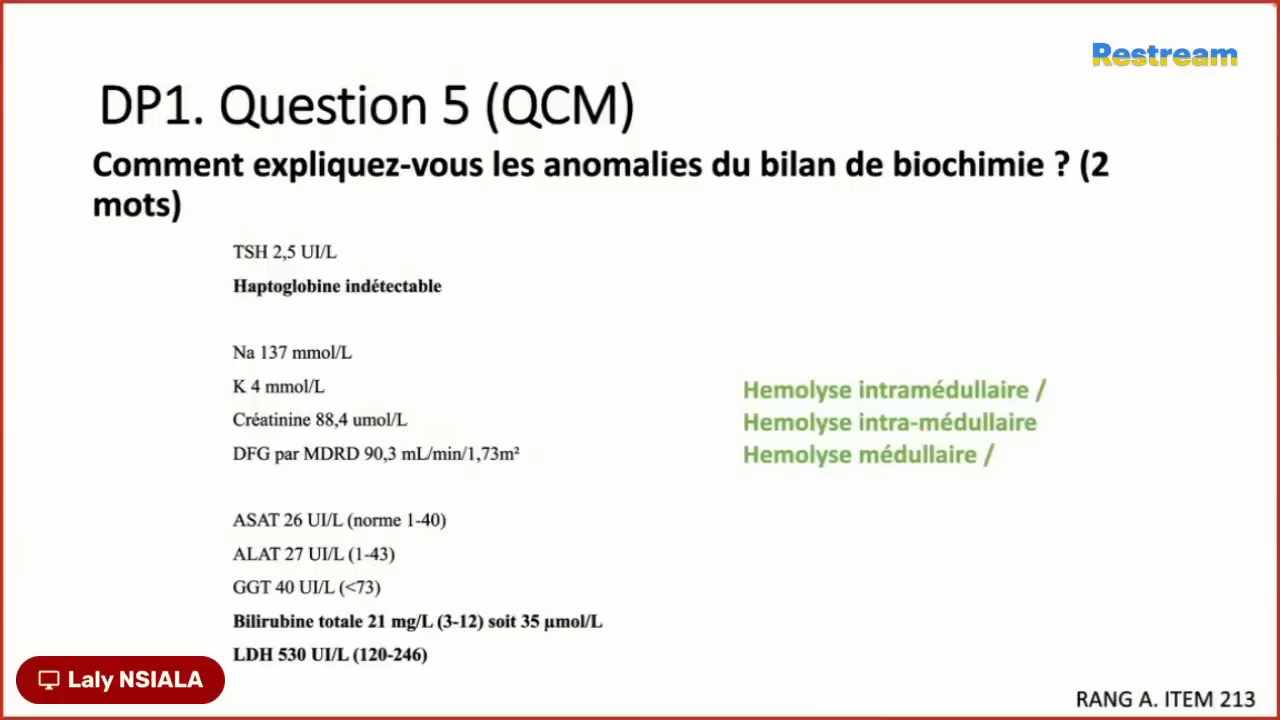 Restream
DP1. Question 5 (QCM)
Comment expliquez-vous les anomalies du bilan de biochimie ? (2
mots)
TSH 2,5 UI/L
Haptoglobine indétectable
Na 137 mmol/L
K 4 mmol/L
Créatinine 88,4 umol/L
DFG par MDRD 90,3 mL/min/1,73m²
Hemolyse intramédullaire /
Hemolyse intra-médullaire
Hemolyse médullaire /
ASAT 26 UI/L (norme 1-40)
ALAT 27 UI/L (1-43)
GGT 40 UI/L (<73)
Bilirubine totale 21 mg/L (3-12) soit 35 µmol/L
LDH 530 UI/L (120-246)
Laly NSIALA
RANG A. ITEM 213